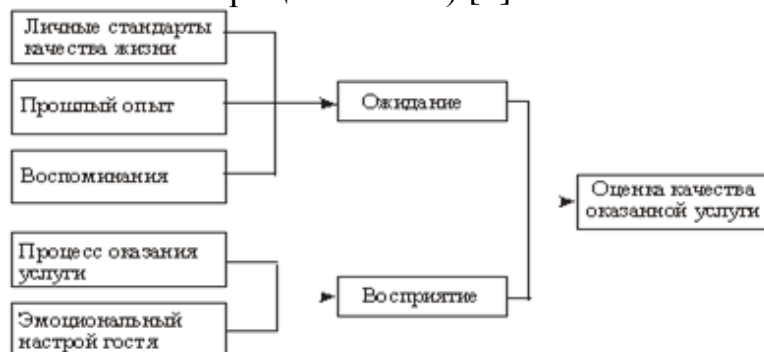 Личные стандарты
качества жизни
Прошлый опыт
Воспоминания
Ожидание
Оценка качества
оказанной услуги
Процесс оказания
услуги
Восприятие
Эмоциональный
настрой гостя